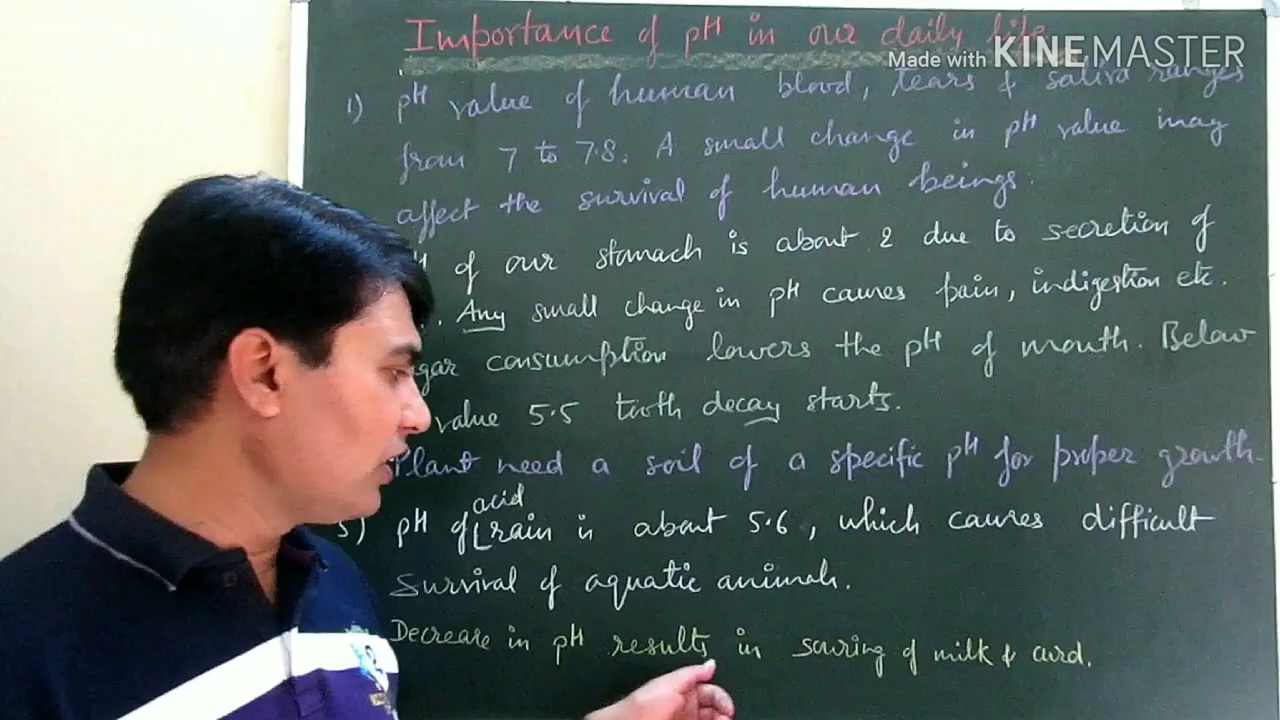 Importance of pH in our daily life
Made with KINEMASTER
1) pH value of human blood, tears & saliva ranges
from 7 to 7.8. A small change in pH value may
affect the survival of human beings.
of our stomach is about 2 due to secretion of
Any small change in pH causes pain, indigestion etc.
gar consumption lowers the pH of mouth. Below
value 5.5 tooth decay starts.
Plant need a soil of a specific pH for proper growth.
acid
5) pH of rain is about 5.6, which causes difficult
survival of aquatic animals.
Decrease in pH results in souring of milk & curd.